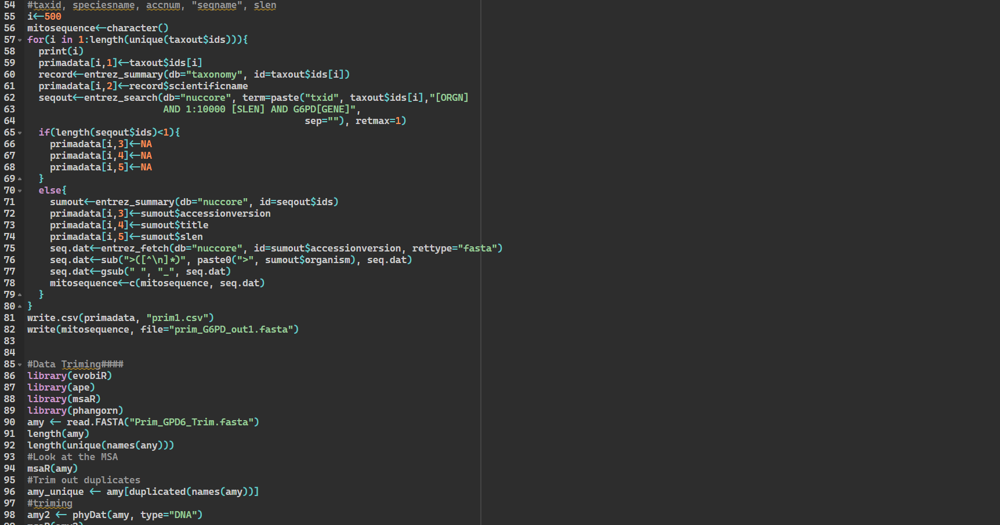 54 #taxid, speciesname, accnum, "seqname", slen
55 i<-500
56 mitosequence<-character()
57 for(i in 1:length(unique(taxout$ids))){
58 print(i)
59 primadata[i,1]<-taxout$ids[i]
60 record<-entrez_summary(db="taxonomy", id=taxout$ids[i])
61 primadata[i,2]<-record$scientificname
62 seqout<-entrez_search(db="nuccore", term=paste("txid", taxout$ids[i],"[ORGN]
63 AND 1:10000 [SLEN] AND G6PD[GENE]",
64 sep=""), retmax=1)
65 if(length(seqout$ids)<1){
66 primadata[i,3]<-NA
67 primadata[i,4]<-NA
68 primadata[i,5]<-NA
69 }
70 else{
71 sumout<-entrez_summary(db="nuccore", id=seqout$ids)
72 primadata[i,3]<-sumout$accessionversion
73 primadata[i,4]<-sumout$title
74 primadata[i,5]<-sumout$slen
75 seq.dat<-entrez_fetch(db="nuccore", id=sumout$accessionversion, rettype="fasta")
76 seq.dat<-sub(">([^\n]*)", paste0(">", sumout$organism), seq.dat)
77 seq.dat<-gsub(" ", "_", seq.dat)
78 mitosequence<-c(mitosequence, seq.dat)
79 }
80 }
81 write.csv(primadata, "prim1.csv")
82 write(mitosequence, file="prim_G6PD_out1.fasta")
83
84
85 #Data Triming####
86 library(evobiR)
87 library(ape)
88 library(msaR)
89 library(phangorn)
90 amy <- read.FASTA("Prim_GPD6_Trim.fasta")
91 length(amy)
92 length(unique(names(any)))
93 #Look at the MSA
94 msaR(amy)
95 #Trim out duplicates
96 amy_unique <- amy[duplicated(names(amy))]
97 #triming
98 amy2 <- phyDat(amy, type="DNA")